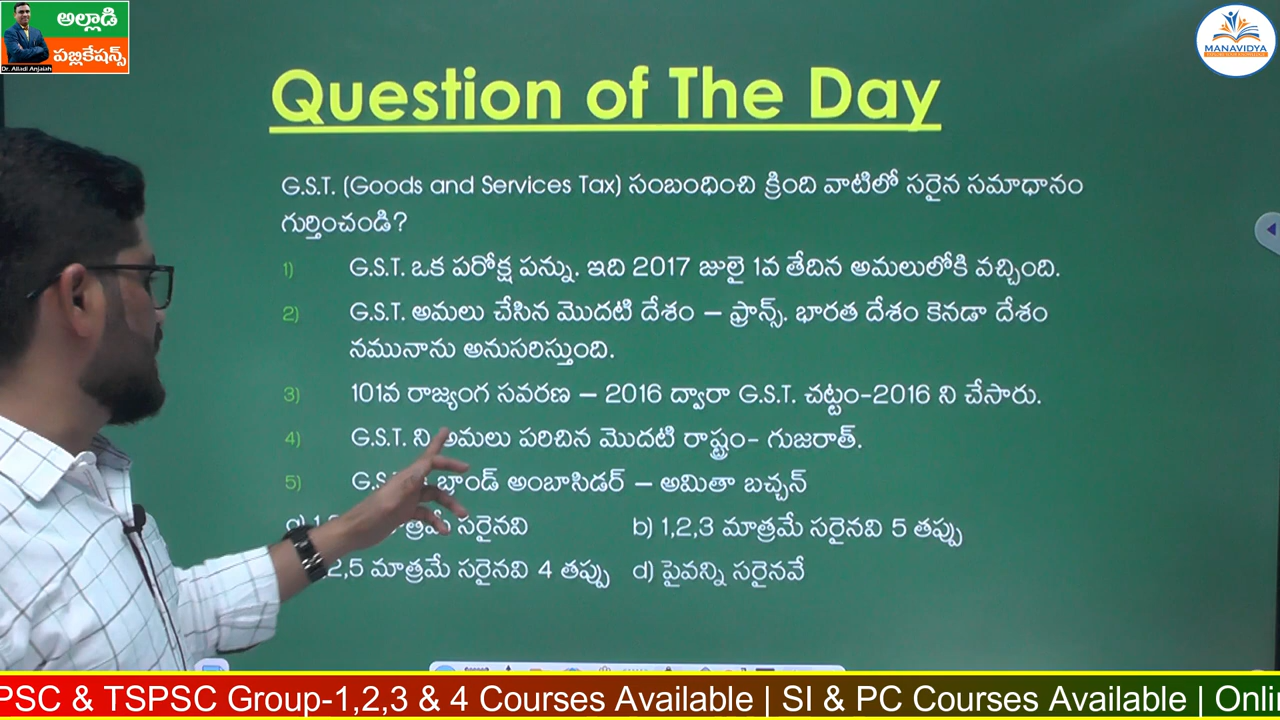 అల్లాడి
పబ్లికేషన్స్
Dr. Alladi Anjaiah
MANAVIDYA
Question of The Day
G.S.T. (Goods and Services Tax) సంబంధించి క్రింది వాటిలో సరైన సమాధానం
గుర్తించండి?
1) G.S.T. ఒక పరోక్ష పన్ను. ఇది 2017 జులై 1వ తేదిన అమలులోకి వచ్చింది.
2) G.S.T. అమలు చేసిన మొదటి దేశం – ఫ్రాన్స్. భారత దేశం కెనడా దేశం
నమునాను అనుసరిస్తుంది.
3) 101వ రాజ్యంగ సవరణ – 2016 ద్వారా G.S.T. చట్టం-2016 ని చేసారు.
4) G.S.T. ని అమలు పరిచిన మొదటి రాష్ట్రం- గుజరాత్.
5) బ్రాండ్ అంబాసిడర్ – అమితా బచ్చన్
సరైనవి b) 1,2,3 మాత్రమే సరైనవి 5 తప్పు
2,5 మాత్రమే సరైనవి 4 తప్పు d) పైవన్ని సరైనవే
PSC & TSPSC Group-1,2,3 & 4 Courses Available | SI & PC Courses Available | Onli